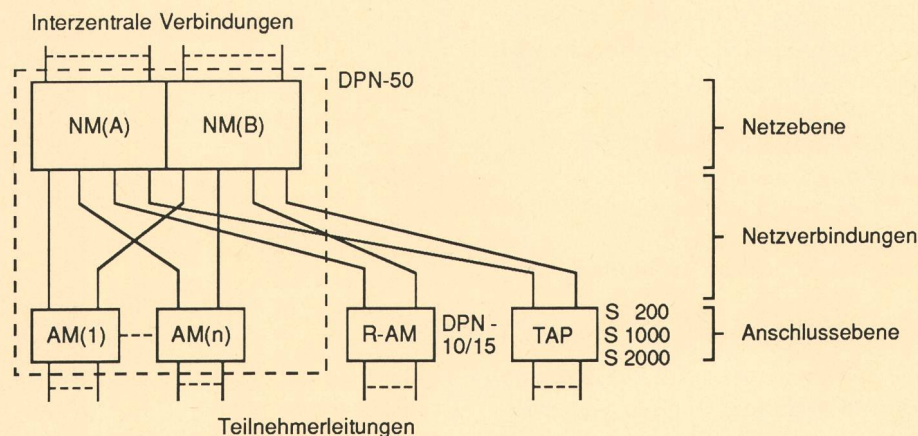 Interzentrale Verbindungen
DPN-50
NM(A)
NM(B)
Netzebene
Netzverbindungen
AM(1)
AM(n)
R-AM
DPN -
10/15
TAP
S 200
S 1000
S 2000
Anschlussebene
Teilnehmerleitungen